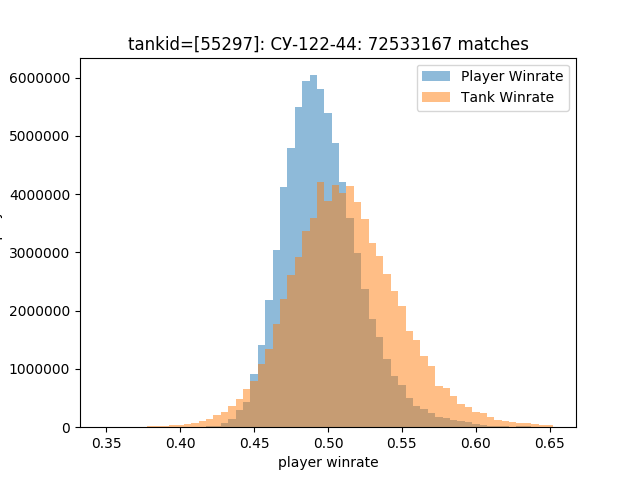 tankid=[55297]: СУ-122-44: 72533167 matches
Player Winrate
Tank Winrate
6000000
5000000
4000000
3000000
2000000
1000000
0
0.35 0.40 0.45 0.50 0.55 0.60 0.65
player winrate